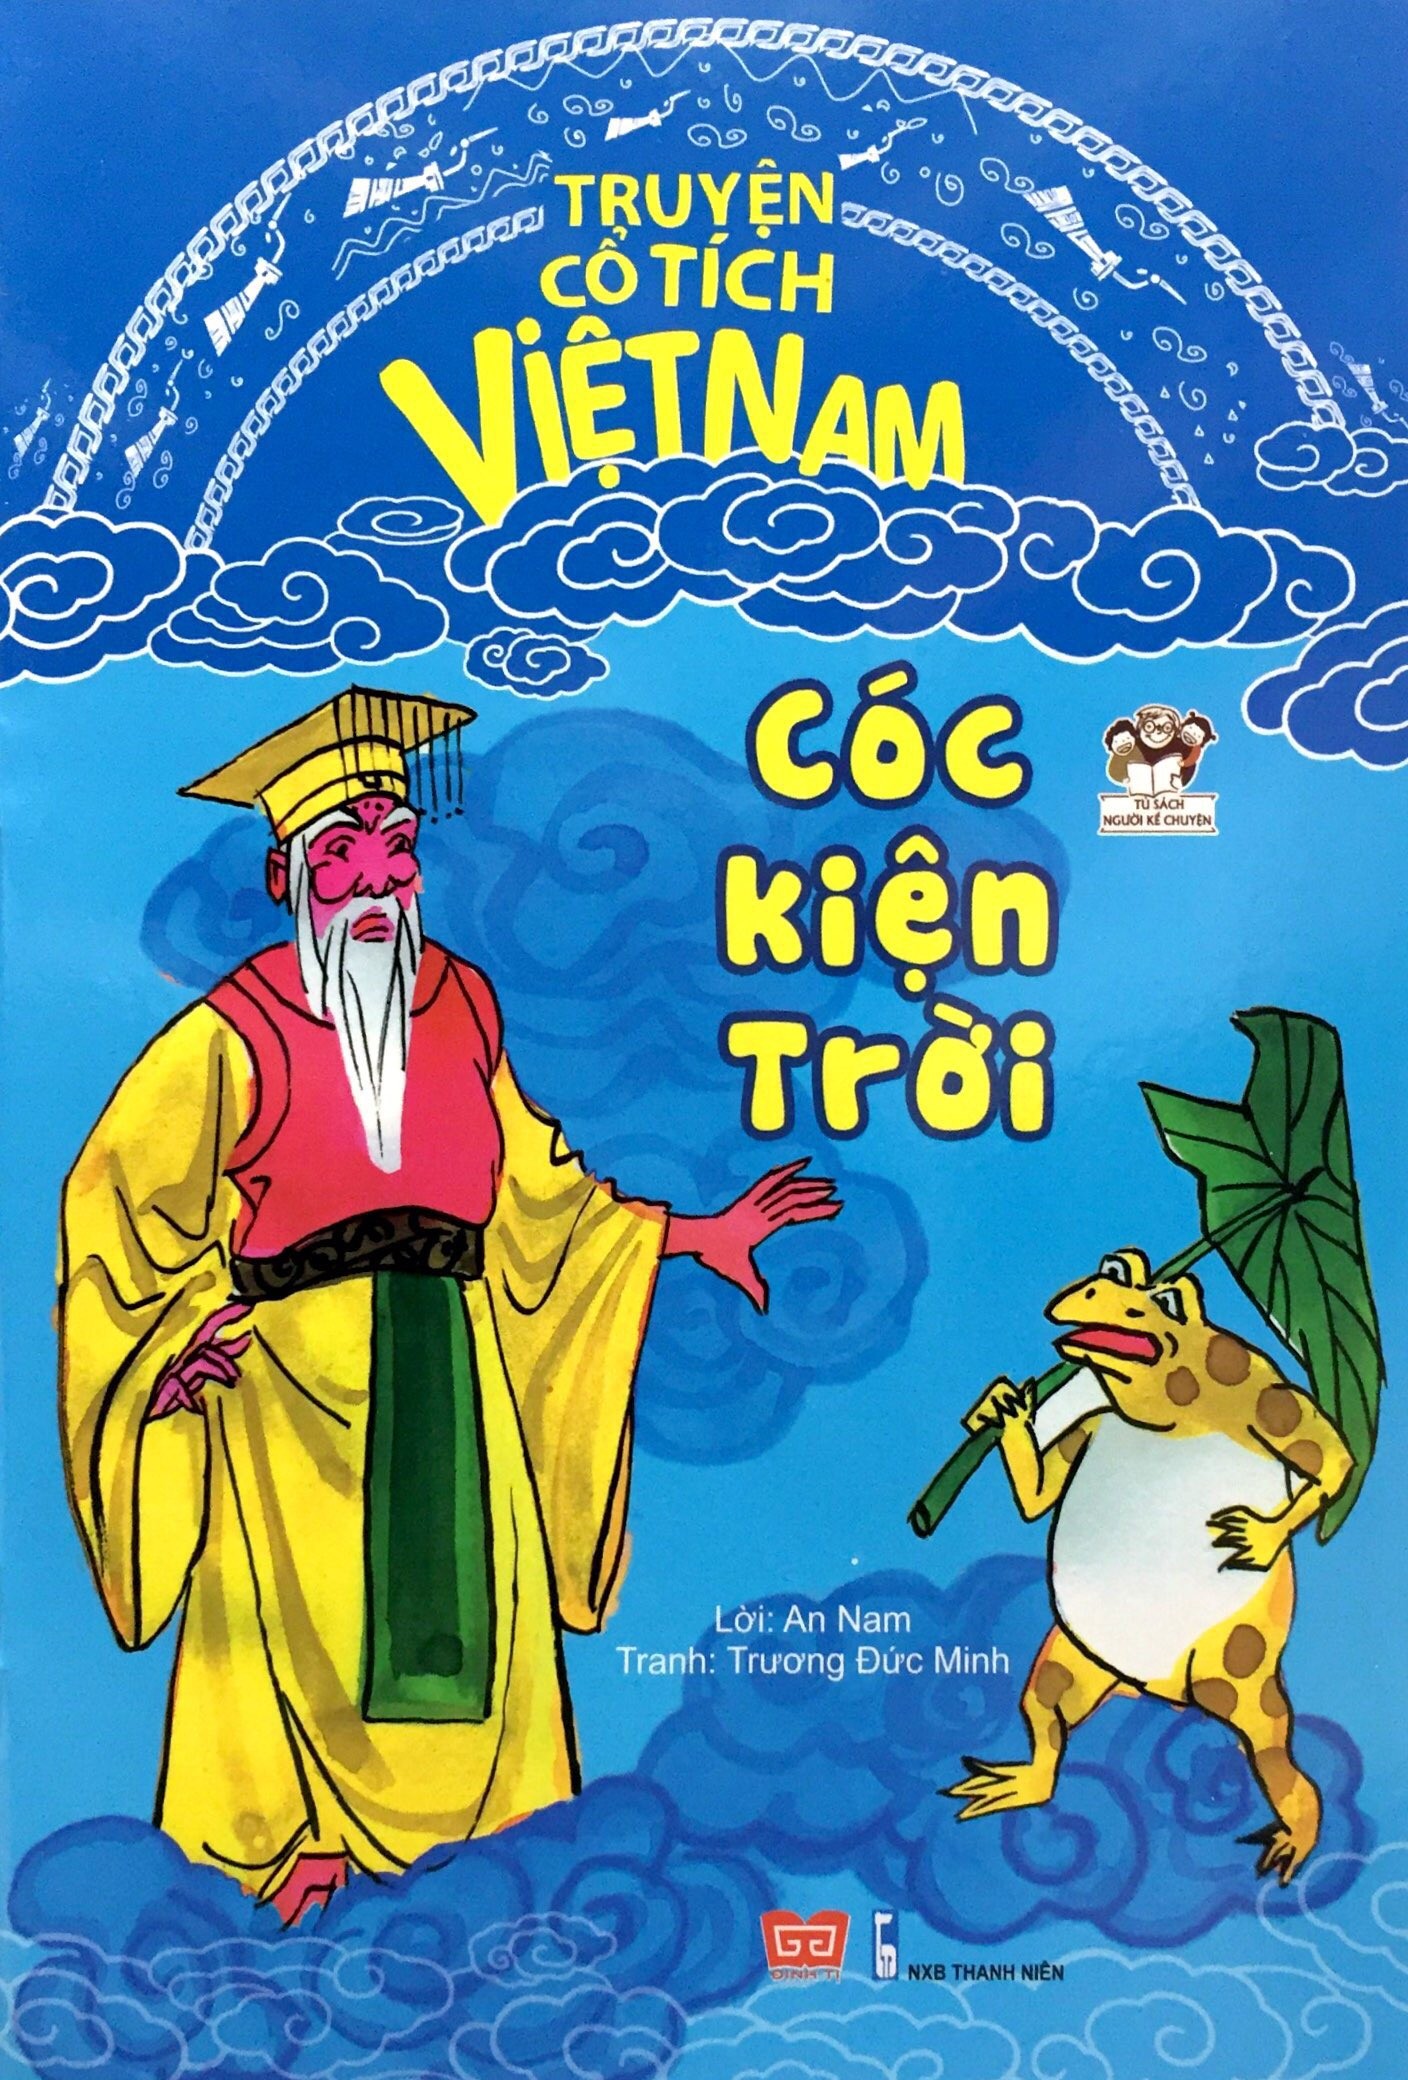 TRUYỆN
CỔ TÍCH
VIỆT NAM
Cóc
kiện
Trời
TỦ SÁCH
NGƯỜI KỂ CHUYỆN
Lời: An Nam
Tranh: Trương Đức Minh
ĐINH TỊ
NXB THANH NIÊN